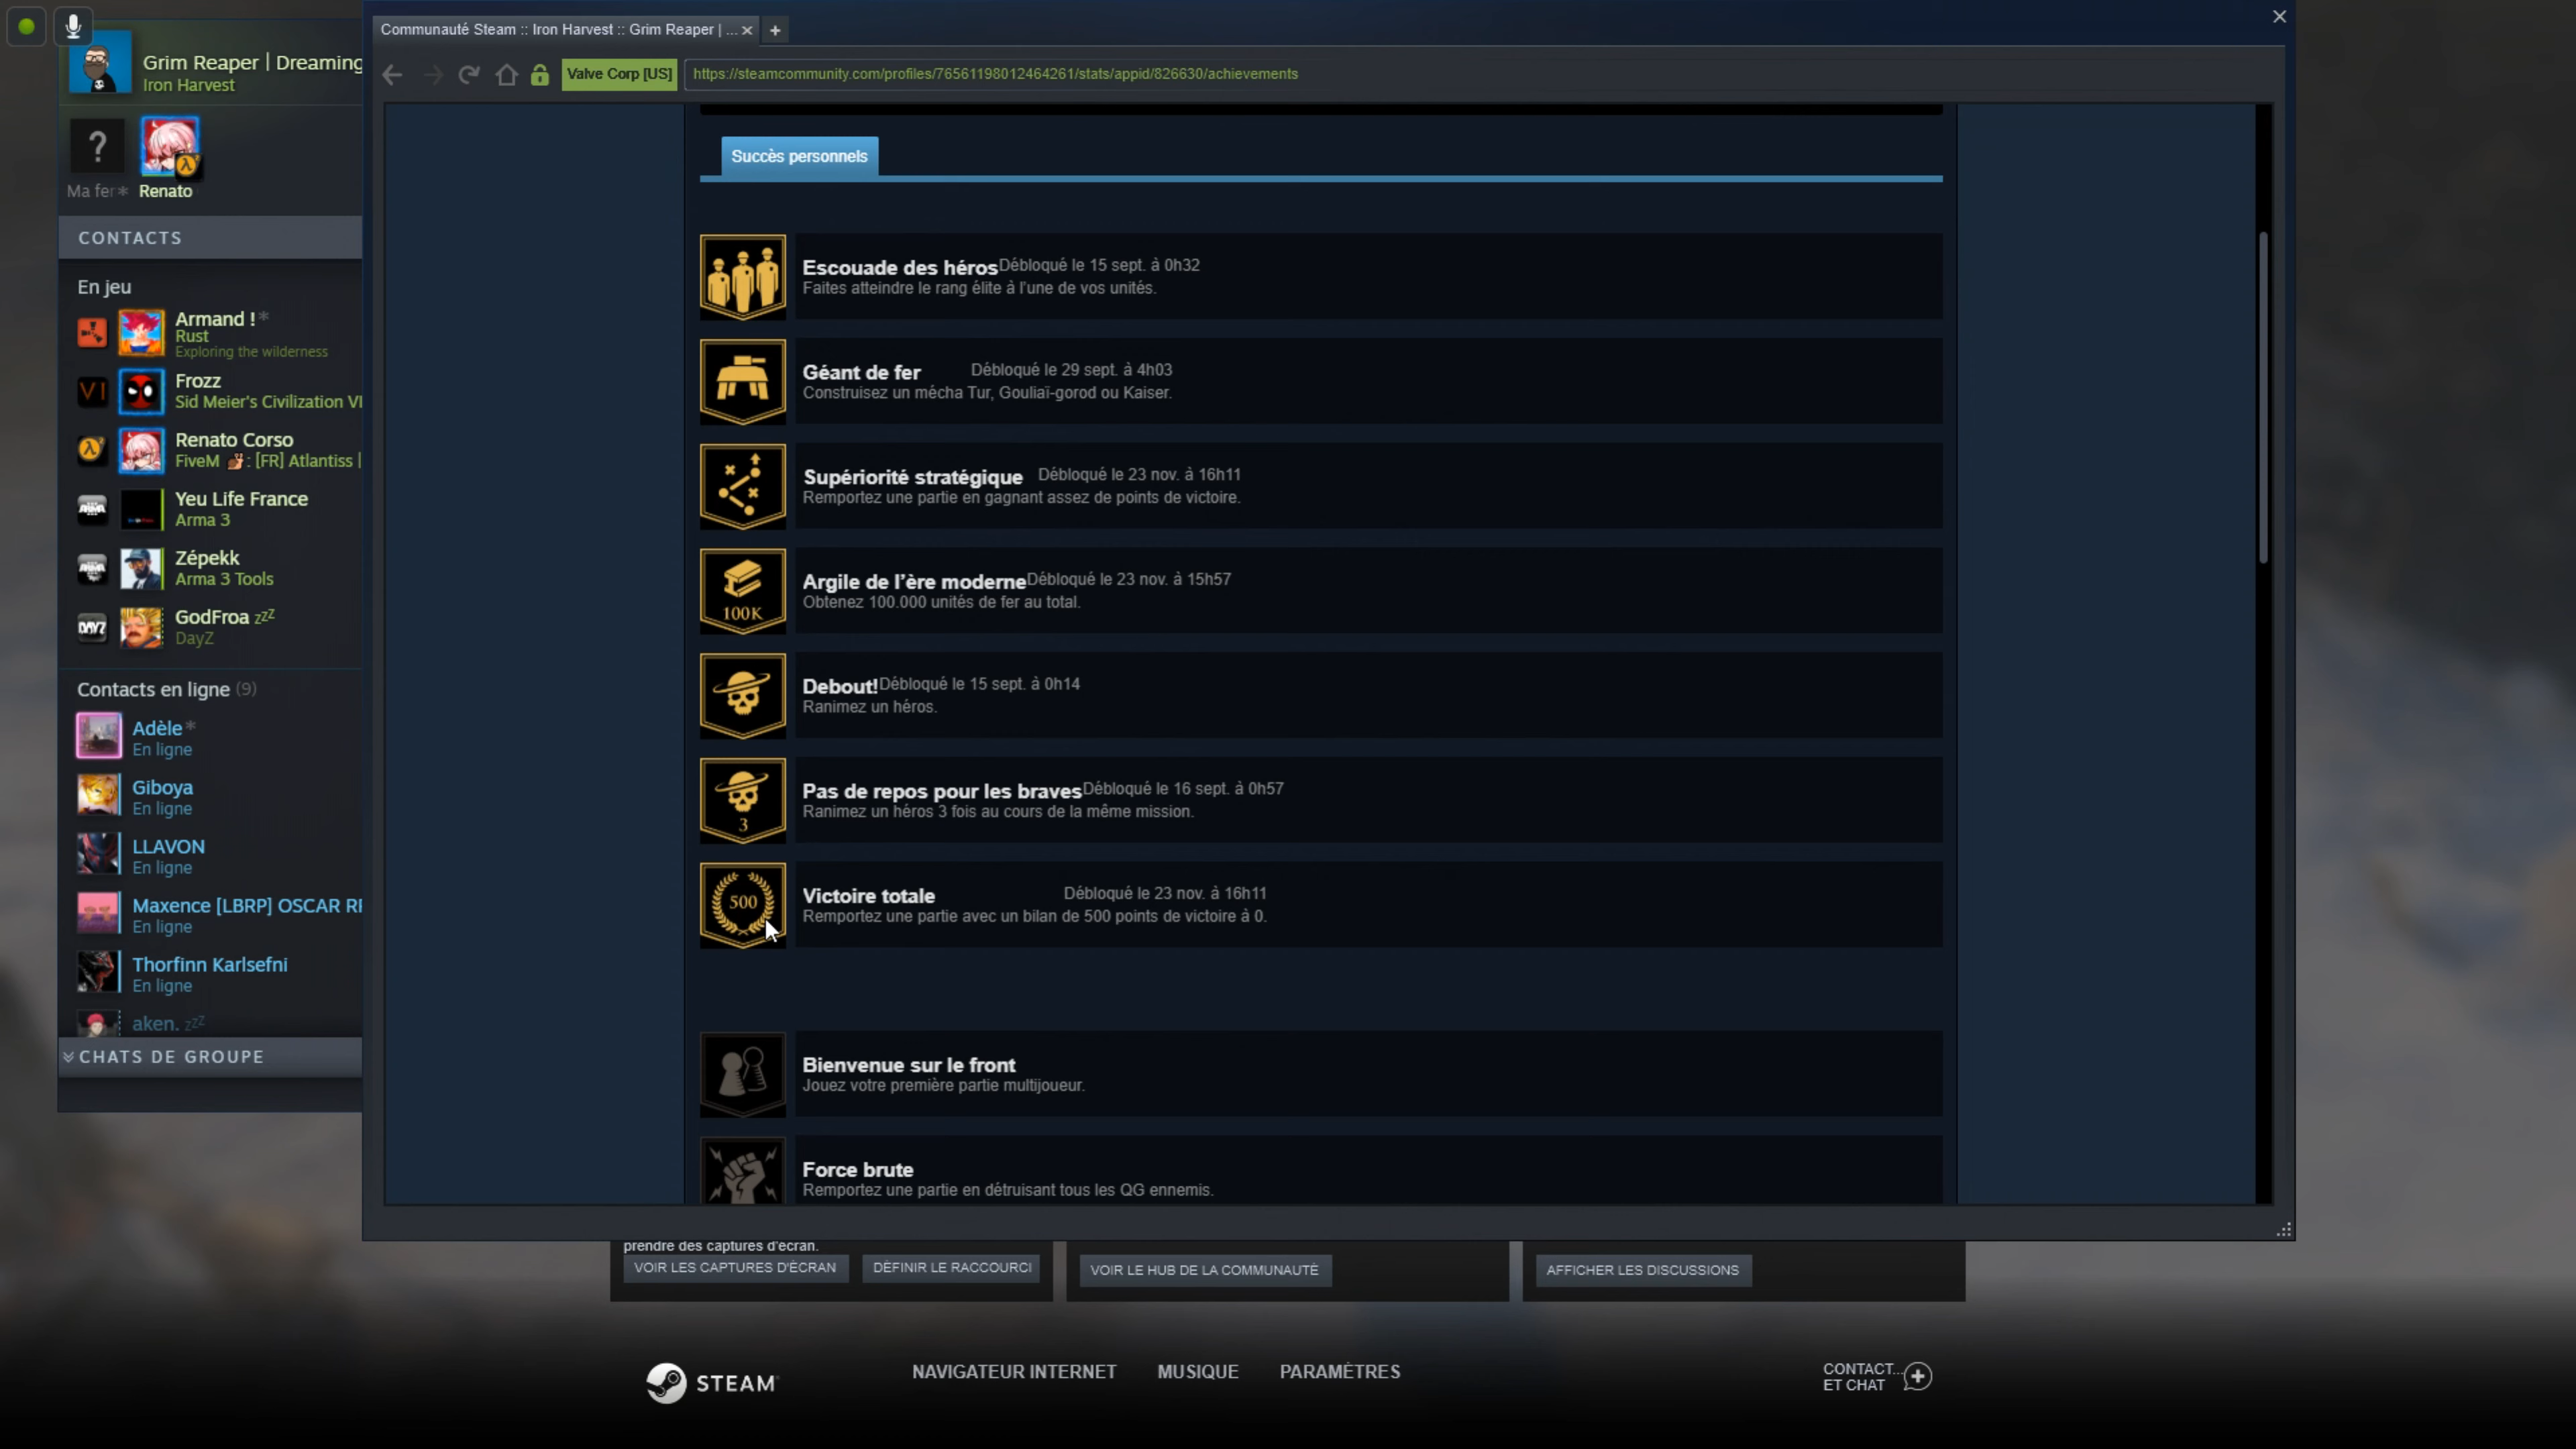 Communauté Steam :: Iron Harvest :: Grim Reaper | ...
Valve Corp [US]
https://steamcommunity.com/profiles/76561198012464261/stats/appid/826630/achievements
Grim Reaper | Dreaming
Iron Harvest
?
Ma fer*
Renato
CONTACTS
En jeu
Armand ! *
Rust
Exploring the wilderness
VI
Frozz
Sid Meier's Civilization VI
Renato Corso
FiveM 🐌: [FR] Atlantiss |
Yeu Life France
Arma 3
Zépekk
Arma 3 Tools
DAYZ
GodFroa zzZ
DayZ
Contacts en ligne (9)
Adèle *
En ligne
Giboya
En ligne
LLAVON
En ligne
Maxence [LBRP] OSCAR
En ligne
Thorfinn Karlsefni
En ligne
aken. zzZ
CHATS DE GROUPE
Succès personnels
Escouade des héros Débloqué le 15 sept. à 0h32
Faites atteindre le rang élite à l'une de vos unités.
Géant de fer Débloqué le 29 sept. à 4h03
Construisez un mécha Tur, Gouliaï-gorod ou Kaiser.
Supériorité stratégique Débloqué le 23 nov. à 16h11
Remportez une partie en gagnant assez de points de victoire.
100K
Argile de l'ère moderne Débloqué le 23 nov. à 15h57
Obtenez 100.000 unités de fer au total.
Debout! Débloqué le 15 sept. à 0h14
Ranimez un héros.
3
Pas de repos pour les braves Débloqué le 16 sept. à 0h57
Ranimez un héros 3 fois au cours de la même mission.
500
Victoire totale Débloqué le 23 nov. à 16h11
Remportez une partie avec un bilan de 500 points de victoire à 0.
Bienvenue sur le front
Jouez votre première partie multijoueur.
Force brute
Remportez une partie en détruisant tous les QG ennemis.
prendre des captures d'écran.
VOIR LES CAPTURES D'ÉCRAN
DÉFINIR LE RACCOURCI
VOIR LE HUB DE LA COMMUNAUTÉ
AFFICHER LES DISCUSSIONS
STEAM
NAVIGATEUR INTERNET
MUSIQUE
PARAMÈTRES
CONTACT...
ET CHAT